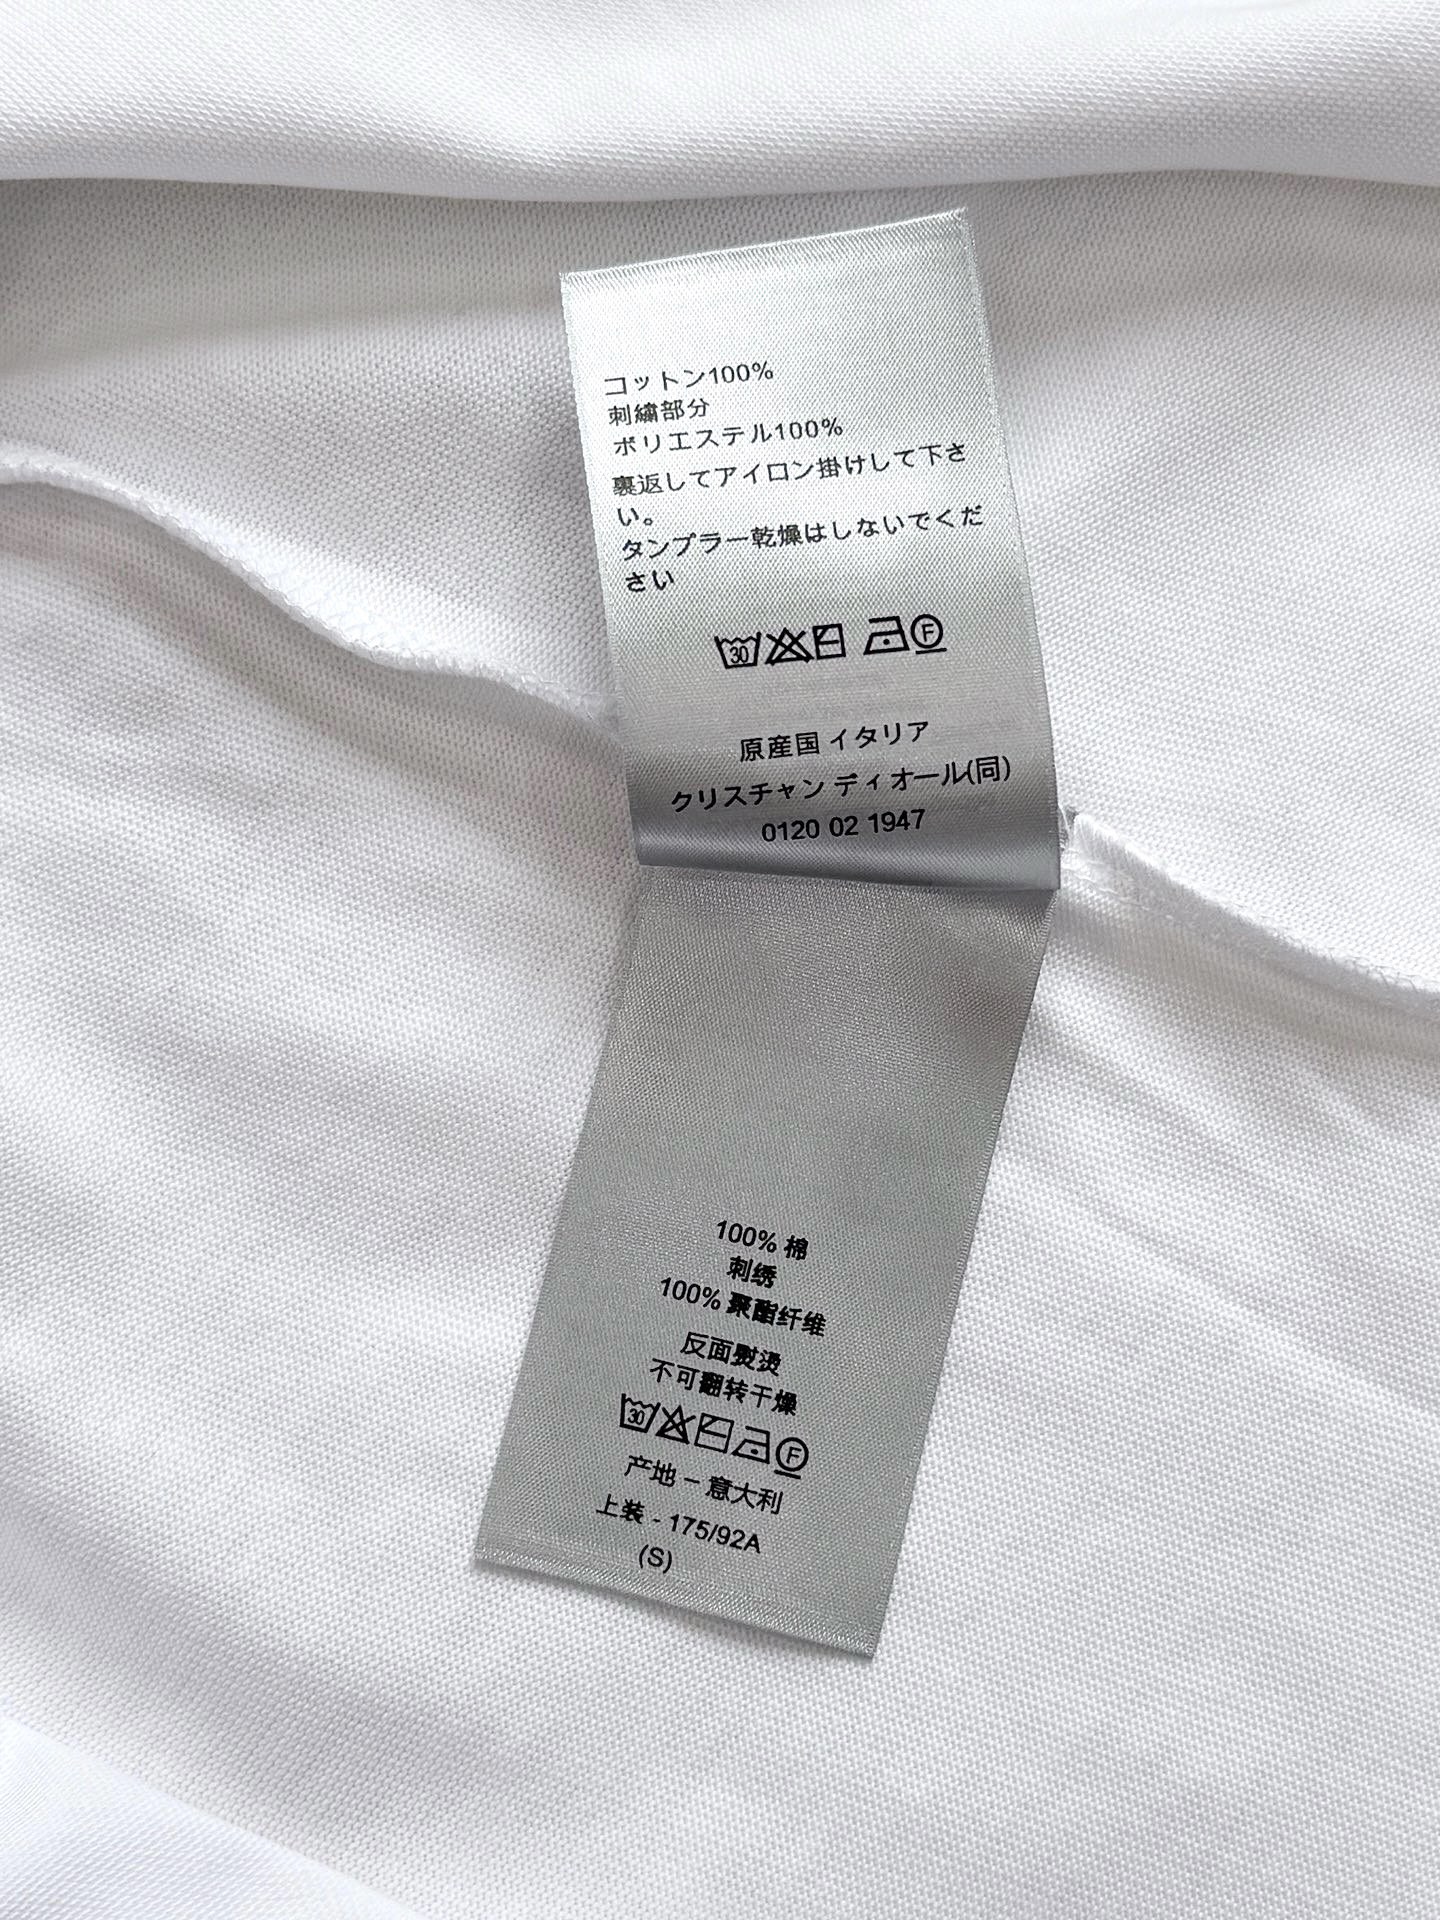 コットン100%
刺繍部分
ポリエステル100%
裏返してアイロン掛けして下さ
い。
タンブラー乾燥はしないでくだ
さい
30 F
原産国 イタリア
クリスチャン ディオール(同)
0120 02 1947
100% 棉
刺绣
100% 聚酯纤维
反面熨烫
不可翻转干燥
30 F
产地 – 意大利
上装 - 175/92A
(S)